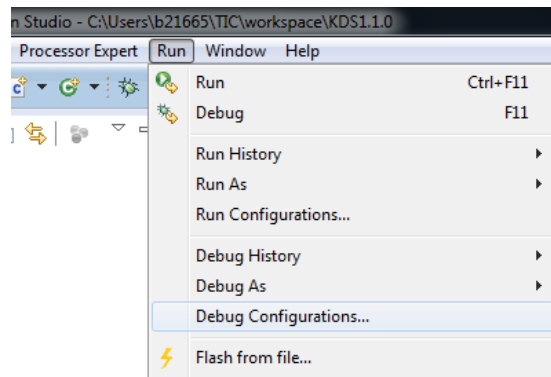 n Studio - C:\Users\b21665\TIC\workspace\KDS1.1.0
Processor Expert Run Window Help
Run Ctrl+F11
Debug F11
Run History
Run As
Run Configurations...
Debug History
Debug As
Debug Configurations...
Flash from file...